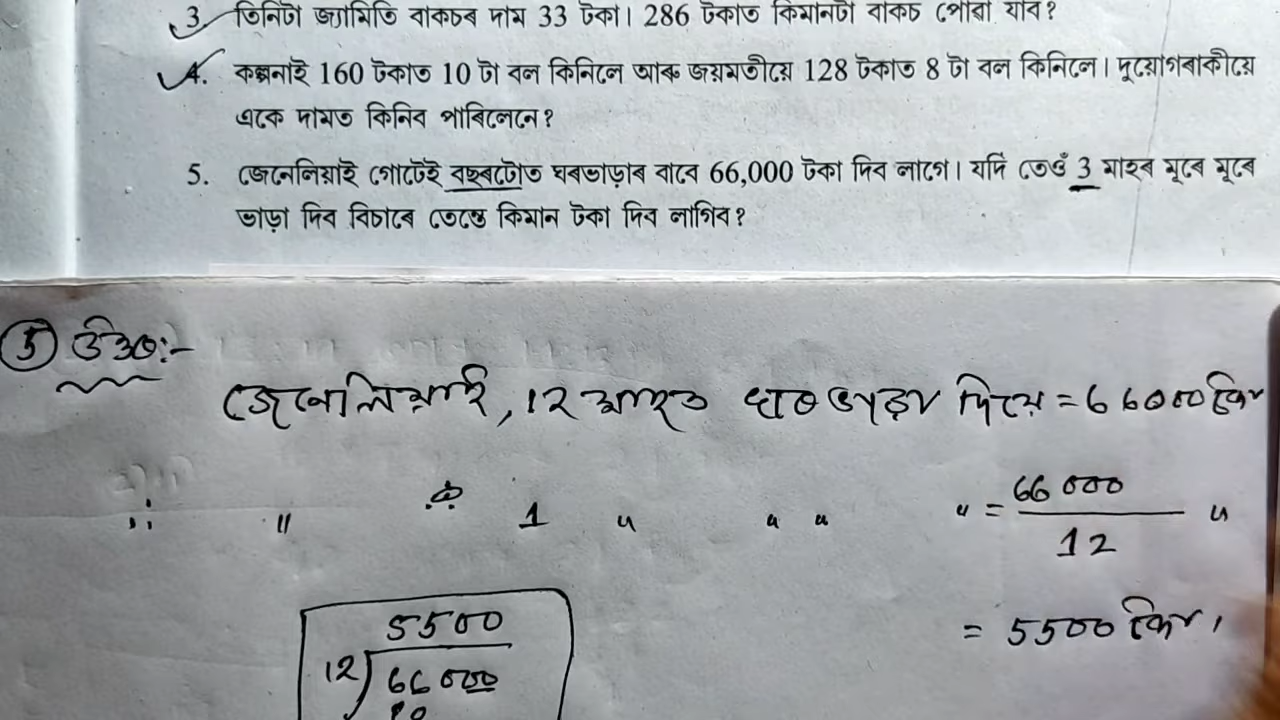 3. তিনিটা জ্যামিতি বাকচৰ দাম 33 টকা। 286 টকাত কিমানটা বাকচ পোৱা যাব?
4. কল্পনাই 160 টকাত 10 টা বল কিনিলে আৰু জয়মতীয়ে 128 টকাত 8 টা বল কিনিলে। দুয়োগৰাকীয়ে
একে দামত কিনিব পাৰিলেনে?
5. জেনেলিয়াই গোটেই বছৰটোত ঘৰভাড়াৰ বাবে 66,000 টকা দিব লাগে। যদি তেওঁ 3 মাহৰ মূৰে মূৰে
ভাড়া দিব বিচাৰে তেন্তে কিমান টকা দিব লাগিব?
5 উত্তৰ:-
জেনেলিয়াই, 12 মাহত ঘৰ ভাড়া দিয়ে = 66000 টকা
∴ " 1 " " " " = 66000/12 "
= 5500 টকা।
5500
12)66000